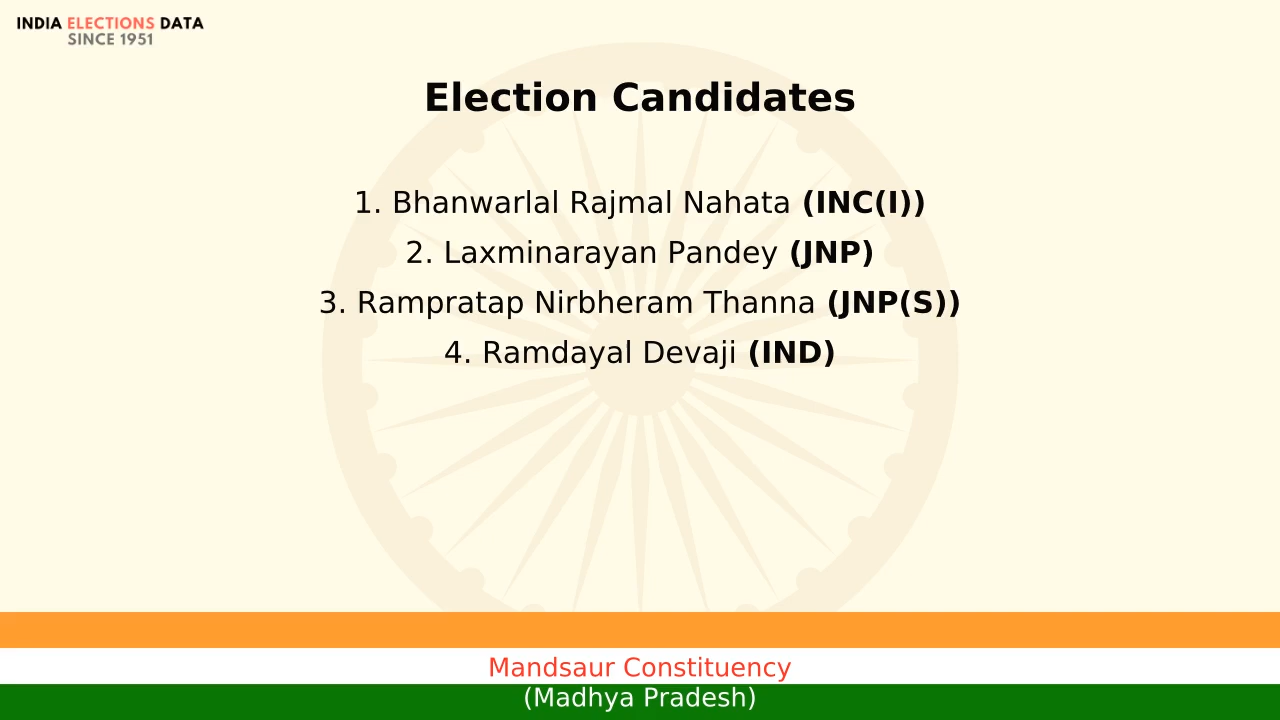 INDIA ELECTIONS DATA
SINCE 1951
Election Candidates
1. Bhanwarlal Rajmal Nahata (INC(I))
2. Laxminarayan Pandey (JNP)
3. Rampratap Nirbheram Thanna (JNP(S))
4. Ramdayal Devaji (IND)
Mandsaur Constituency
(Madhya Pradesh)